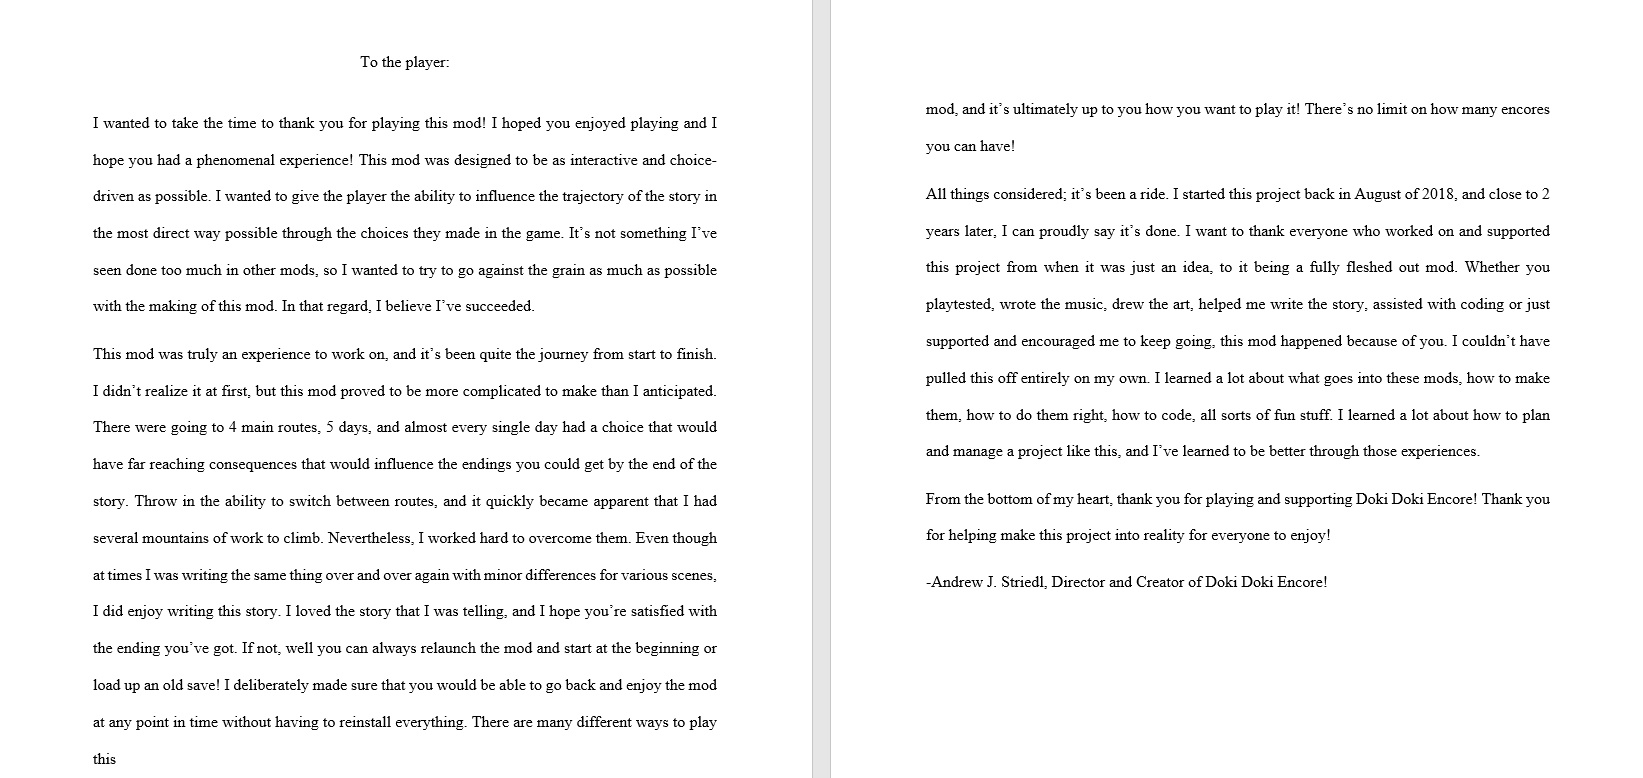 To the player:
I wanted to take the time to thank you for playing this mod! I hoped you enjoyed playing and I
hope you had a phenomenal experience! This mod was designed to be as interactive and choice-
driven as possible. I wanted to give the player the ability to influence the trajectory of the story in
the most direct way possible through the choices they made in the game. It’s not something I’ve
seen done too much in other mods, so I wanted to try to go against the grain as much as possible
with the making of this mod. In that regard, I believe I’ve succeeded.
This mod was truly an experience to work on, and it’s been quite the journey from start to finish.
I didn’t realize it at first, but this mod proved to be more complicated to make than I anticipated.
There were going to 4 main routes, 5 days, and almost every single day had a choice that would
have far reaching consequences that would influence the endings you could get by the end of the
story. Throw in the ability to switch between routes, and it quickly became apparent that I had
several mountains of work to climb. Nevertheless, I worked hard to overcome them. Even though
at times I was writing the same thing over and over again with minor differences for various scenes,
I did enjoy writing this story. I loved the story that I was telling, and I hope you’re satisfied with
the ending you’ve got. If not, well you can always relaunch the mod and start at the beginning or
load up an old save! I deliberately made sure that you would be able to go back and enjoy the mod
at any point in time without having to reinstall everything. There are many different ways to play
this
mod, and it’s ultimately up to you how you want to play it! There’s no limit on how many encores
you can have!
All things considered; it’s been a ride. I started this project back in August of 2018, and close to 2
years later, I can proudly say it’s done. I want to thank everyone who worked on and supported
this project from when it was just an idea, to it being a fully fleshed out mod. Whether you
playtested, wrote the music, drew the art, helped me write the story, assisted with coding or just
supported and encouraged me to keep going, this mod happened because of you. I couldn’t have
pulled this off entirely on my own. I learned a lot about what goes into these mods, how to make
them, how to do them right, how to code, all sorts of fun stuff. I learned a lot about how to plan
and manage a project like this, and I’ve learned to be better through those experiences.
From the bottom of my heart, thank you for playing and supporting Doki Doki Encore! Thank you
for helping make this project into reality for everyone to enjoy!
-Andrew J. Striedl, Director and Creator of Doki Doki Encore!